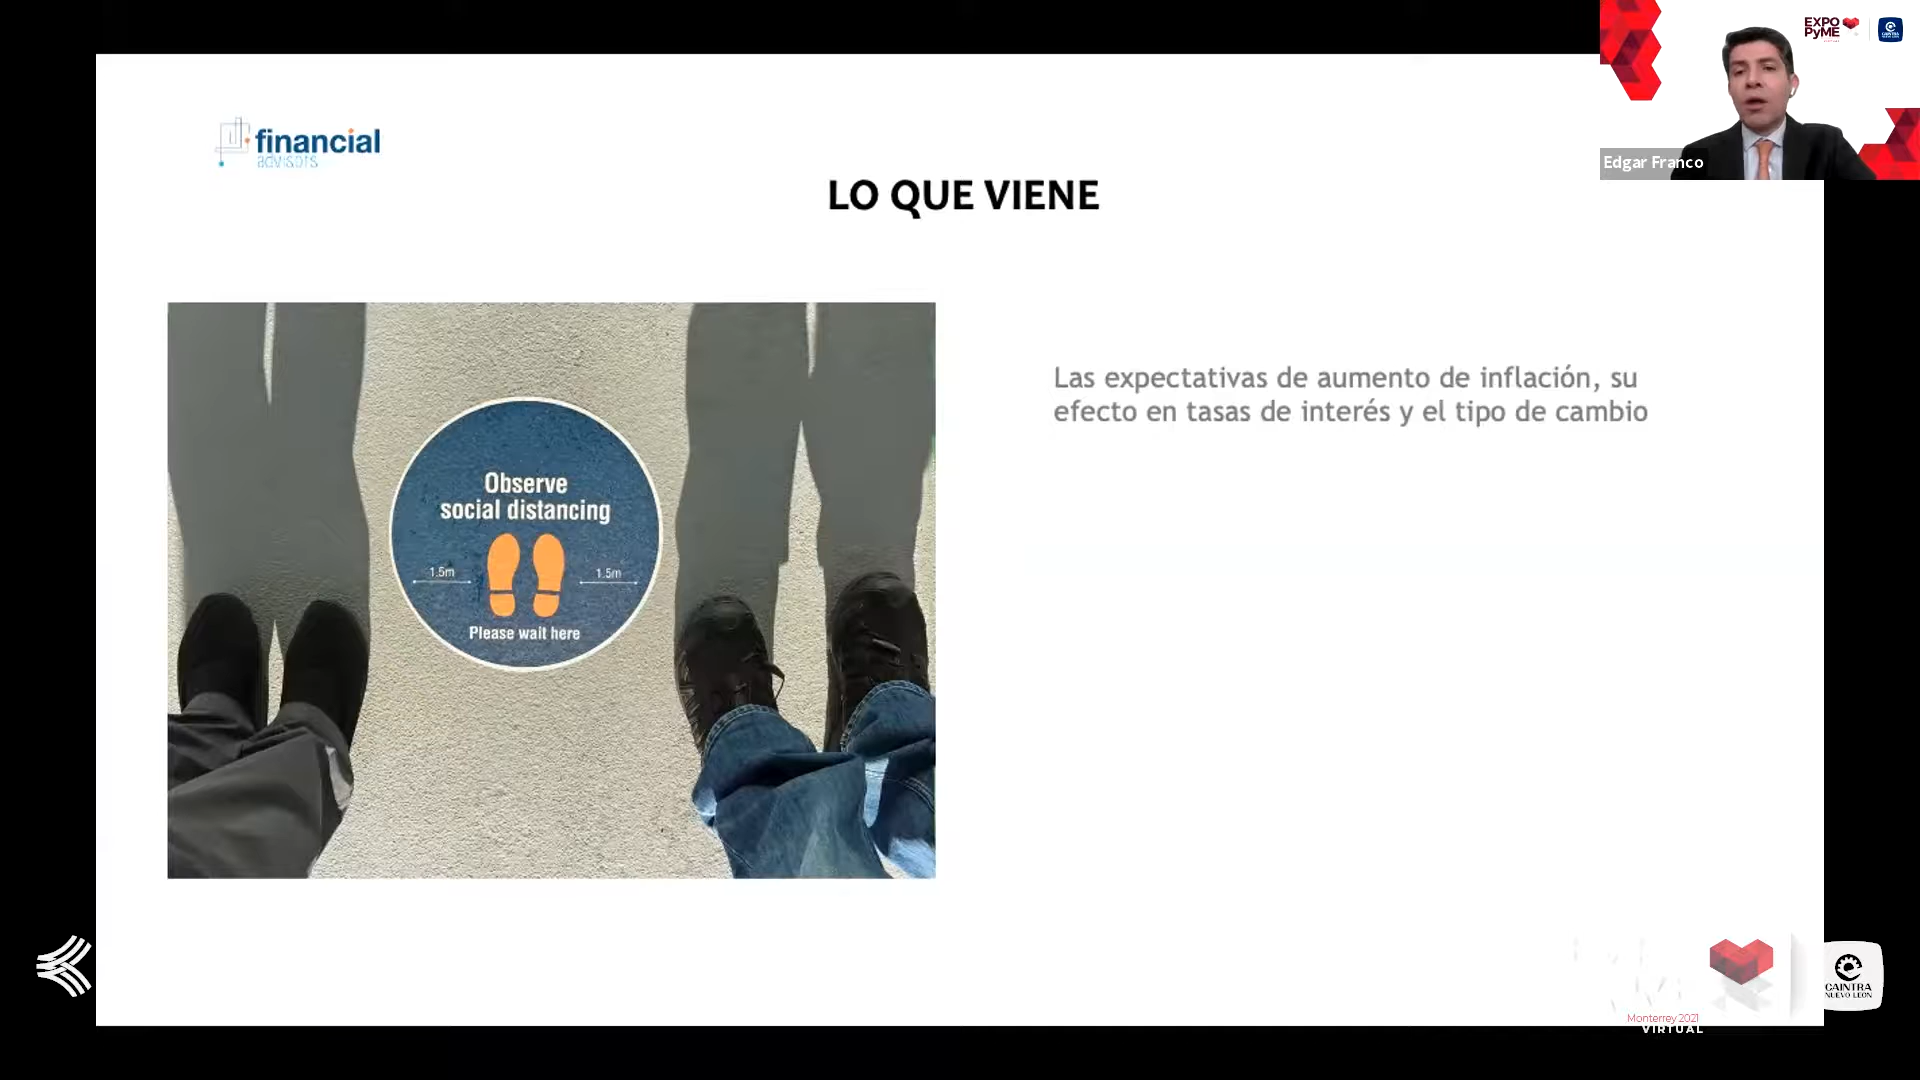 EXPO
PyME
Edgar Franco
financial
advisors
LO QUE VIENE
Las expectativas de aumento de inflación, su
efecto en tasas de interés y el tipo de cambio
Observe
social distancing
1.5m
1.5m
Please wait here
CAINTRA
NUEVO LEÓN
Monterrey 2021
VIRTUAL